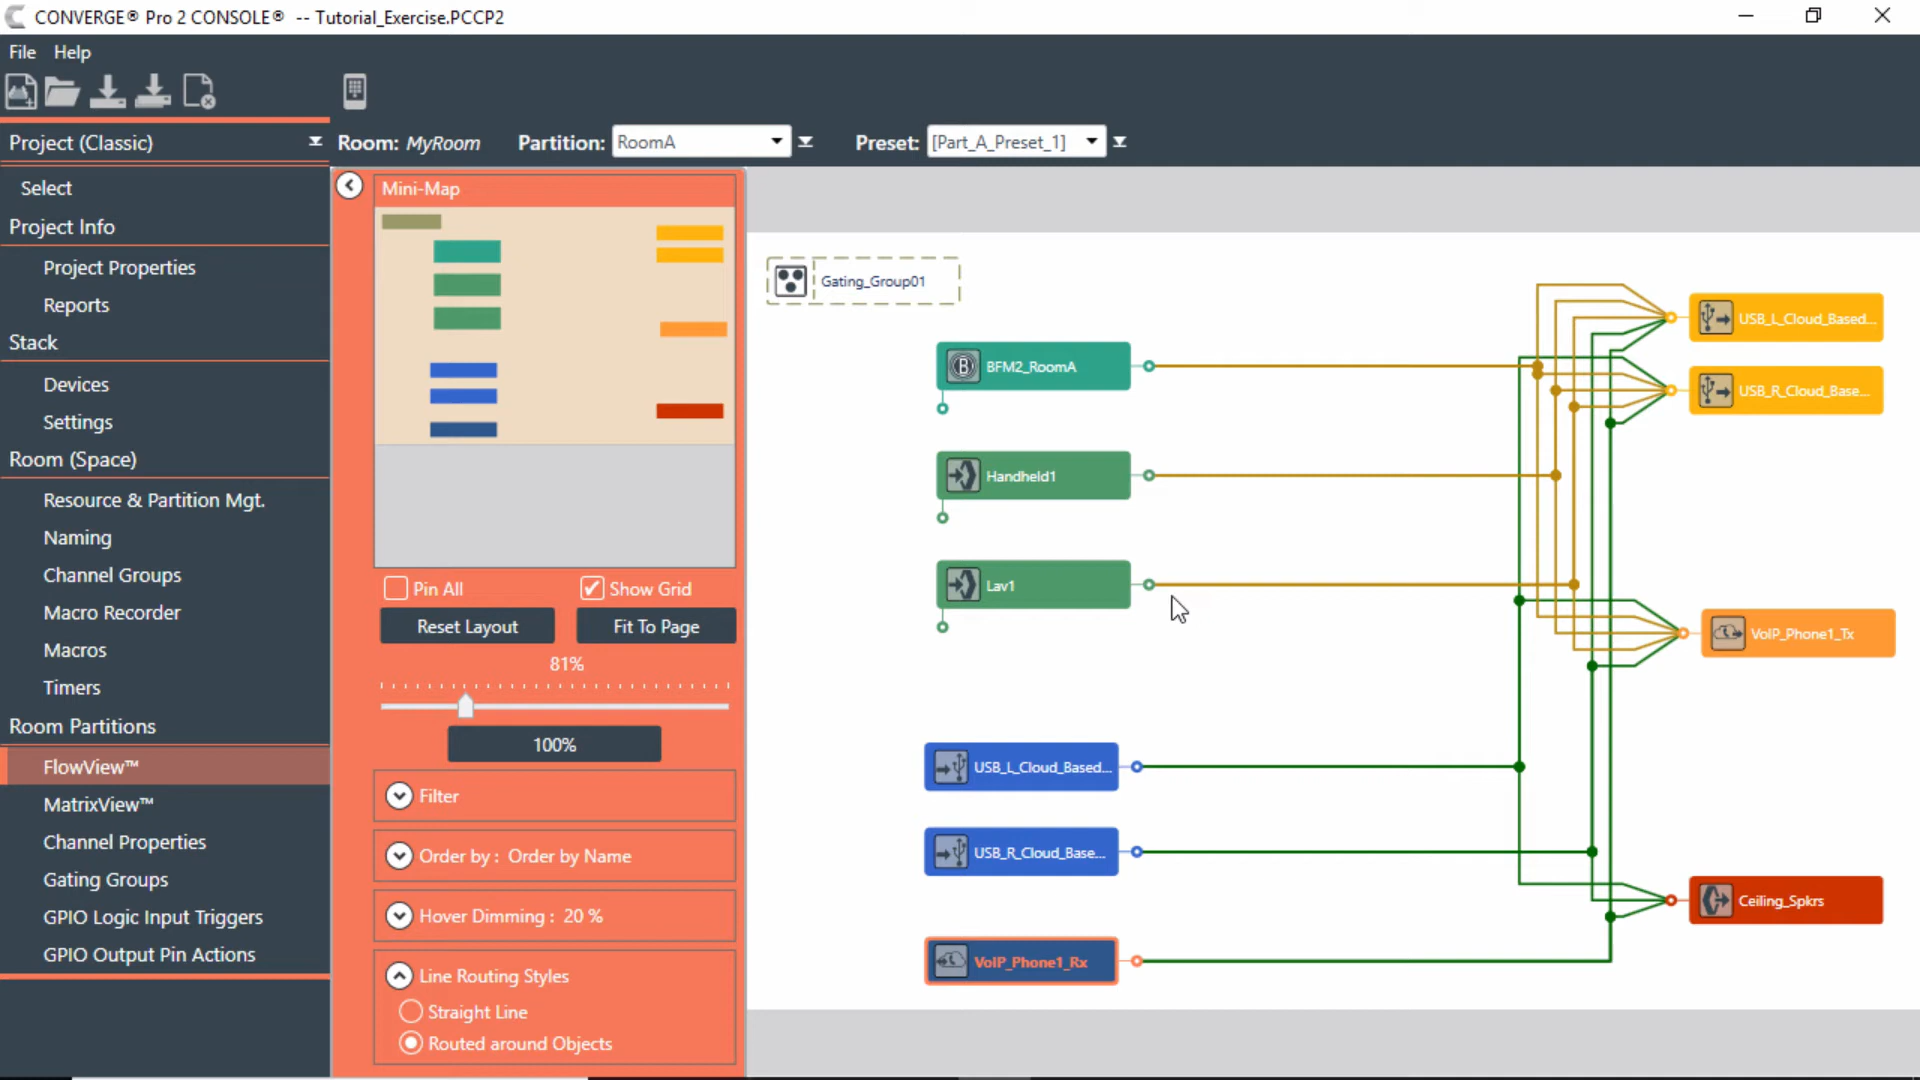 CONVERGE® Pro 2 CONSOLE® -- Tutorial_Exercise.PCCP2
File Help
Project (Classic)
Room: MyRoom Partition: RoomA Preset: [Part_A_Preset_1]
Select
Project Info
Project Properties
Reports
Stack
Devices
Settings
Room (Space)
Resource & Partition Mgt.
Naming
Channel Groups
Macro Recorder
Macros
Timers
Room Partitions
FlowView™
MatrixView™
Channel Properties
Gating Groups
GPIO Logic Input Triggers
GPIO Output Pin Actions
Mini-Map
Pin All Show Grid
Reset Layout Fit To Page
81%
100%
Filter
Order by : Order by Name
Hover Dimming : 20 %
Line Routing Styles
Straight Line
Routed around Objects
Gating_Group01
BFM2_RoomA
Handheld1
Lav1
USB_L_Cloud_Based...
USB_R_Cloud_Base...
VoIP_Phone1_Rx
USB_L_Cloud_Based...
USB_R_Cloud_Base...
VoIP_Phone1_Tx
Ceiling_Spkrs